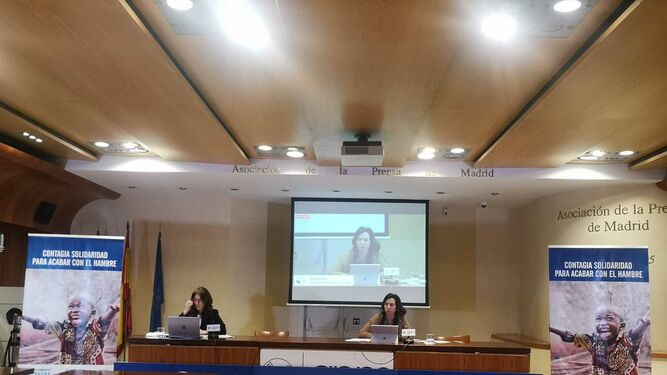 Asociación de la Prensa de Madrid
Asociación de la Pren
de Madrid
CONTAGIA SOLIDARIDAD
PARA ACABAR CON EL HAMBRE
CONTAGIA SOLIDARIDAD
PARA ACABAR CON EL HAMBRE